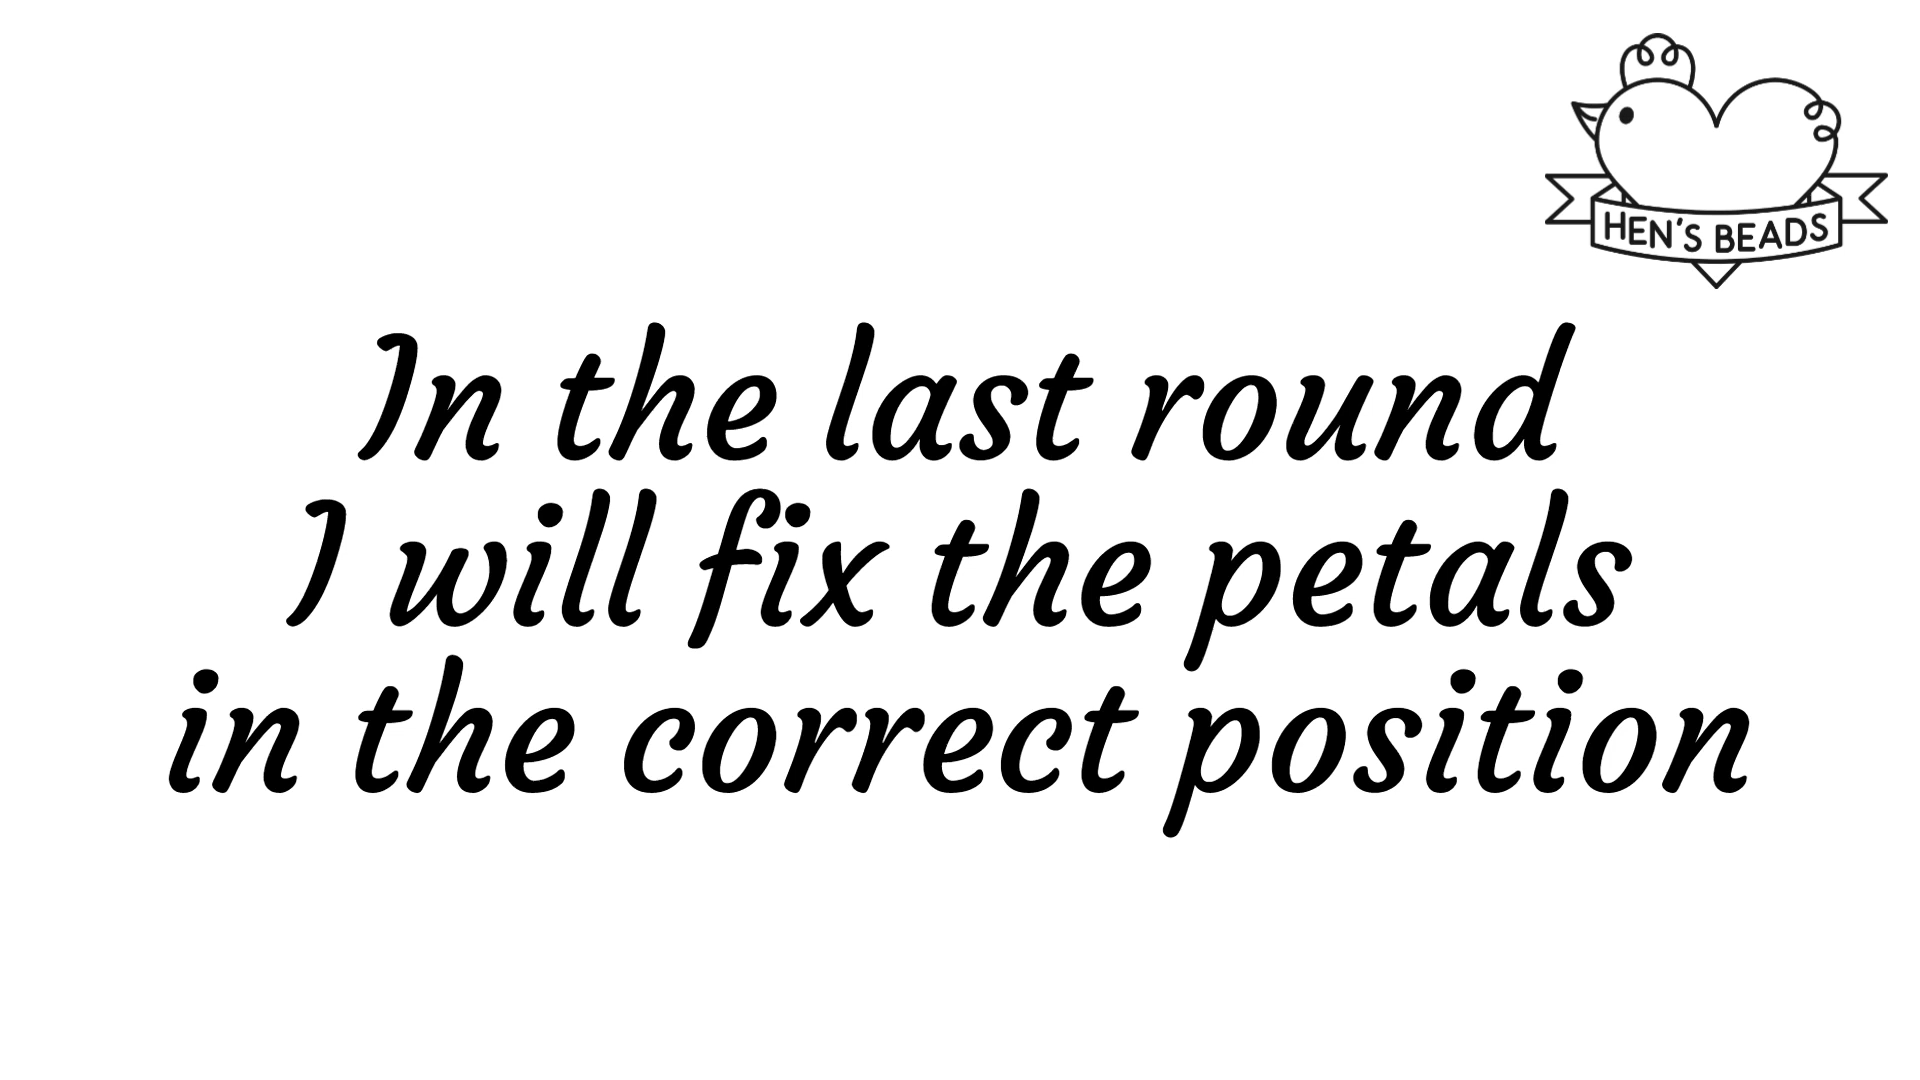 HEN'S BEADS
In the last round
I will fix the petals
in the correct position